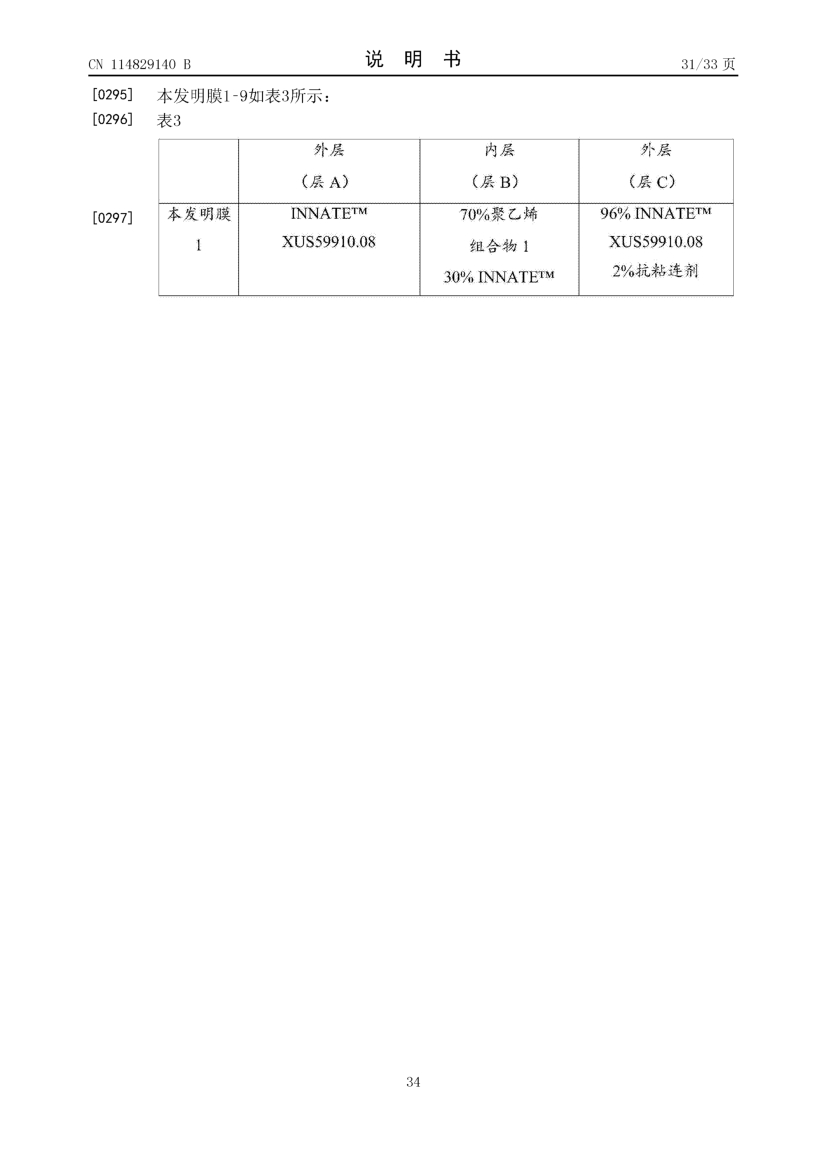 CN 114829140 B 说 明 书 31/33 页
[0295] 本发明膜1-9如表3所示：
[0296] 表3
外层 内层 外层
（层 A） （层 B） （层 C）
[0297] 本发明膜 INNATE™ 70%聚乙烯 96% INNATE™
1 XUS59910.08 组合物 1 XUS59910.08
30% INNATE™ 2%抗粘连剂
34